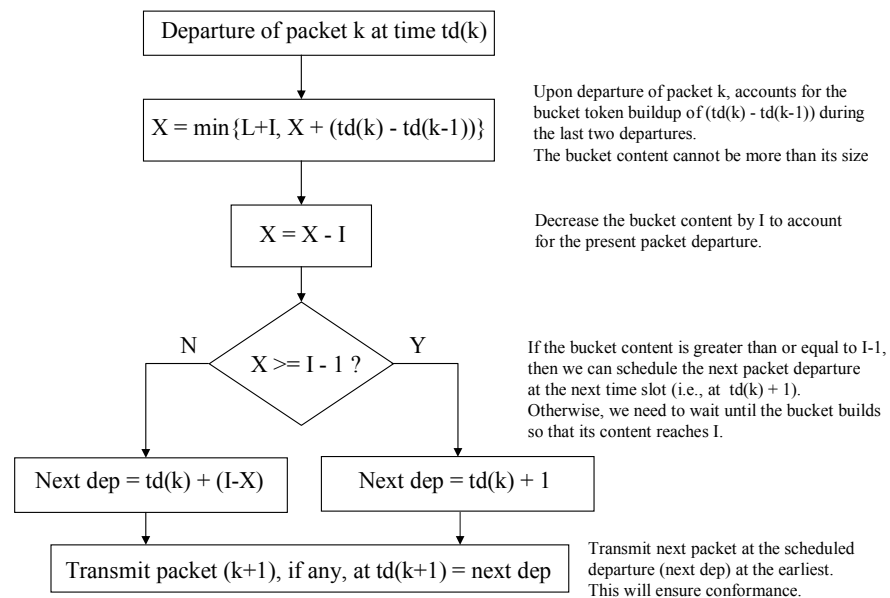 Departure of packet k at time td(k)
X = min{L+I, X + (td(k) - td(k-1))}
Upon departure of packet k, accounts for the
bucket token buildup of (td(k) - td(k-1)) during
the last two departures.
The bucket content cannot be more than its size
X = X - I
Decrease the bucket content by I to account
for the present packet departure.
N
Y
X >= I - 1 ?
If the bucket content is greater than or equal to I-1,
then we can schedule the next packet departure
at the next time slot (i.e., at td(k) + 1).
Otherwise, we need to wait until the bucket builds
so that its content reaches I.
Next dep = td(k) + (I-X)
Next dep = td(k) + 1
Transmit packet (k+1), if any, at td(k+1) = next dep
Transmit next packet at the scheduled
departure (next dep) at the earliest.
This will ensure conformance.